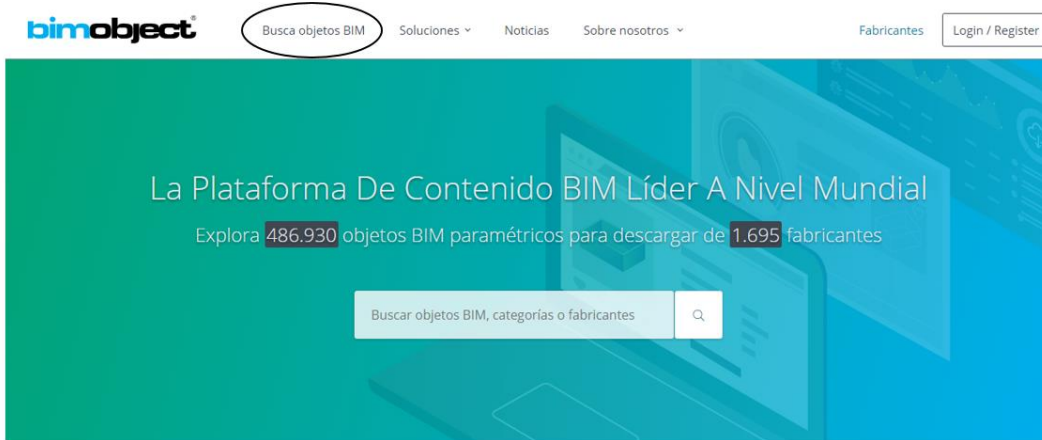 bimobject®
Busca objetos BIM
Soluciones
Noticias
Sobre nosotros
Fabricantes
Login / Register
La Plataforma De Contenido BIM Líder A Nivel Mundial
Explora 486.930 objetos BIM paramétricos para descargar de 1.695 fabricantes
Buscar objetos BIM, categorías o fabricantes